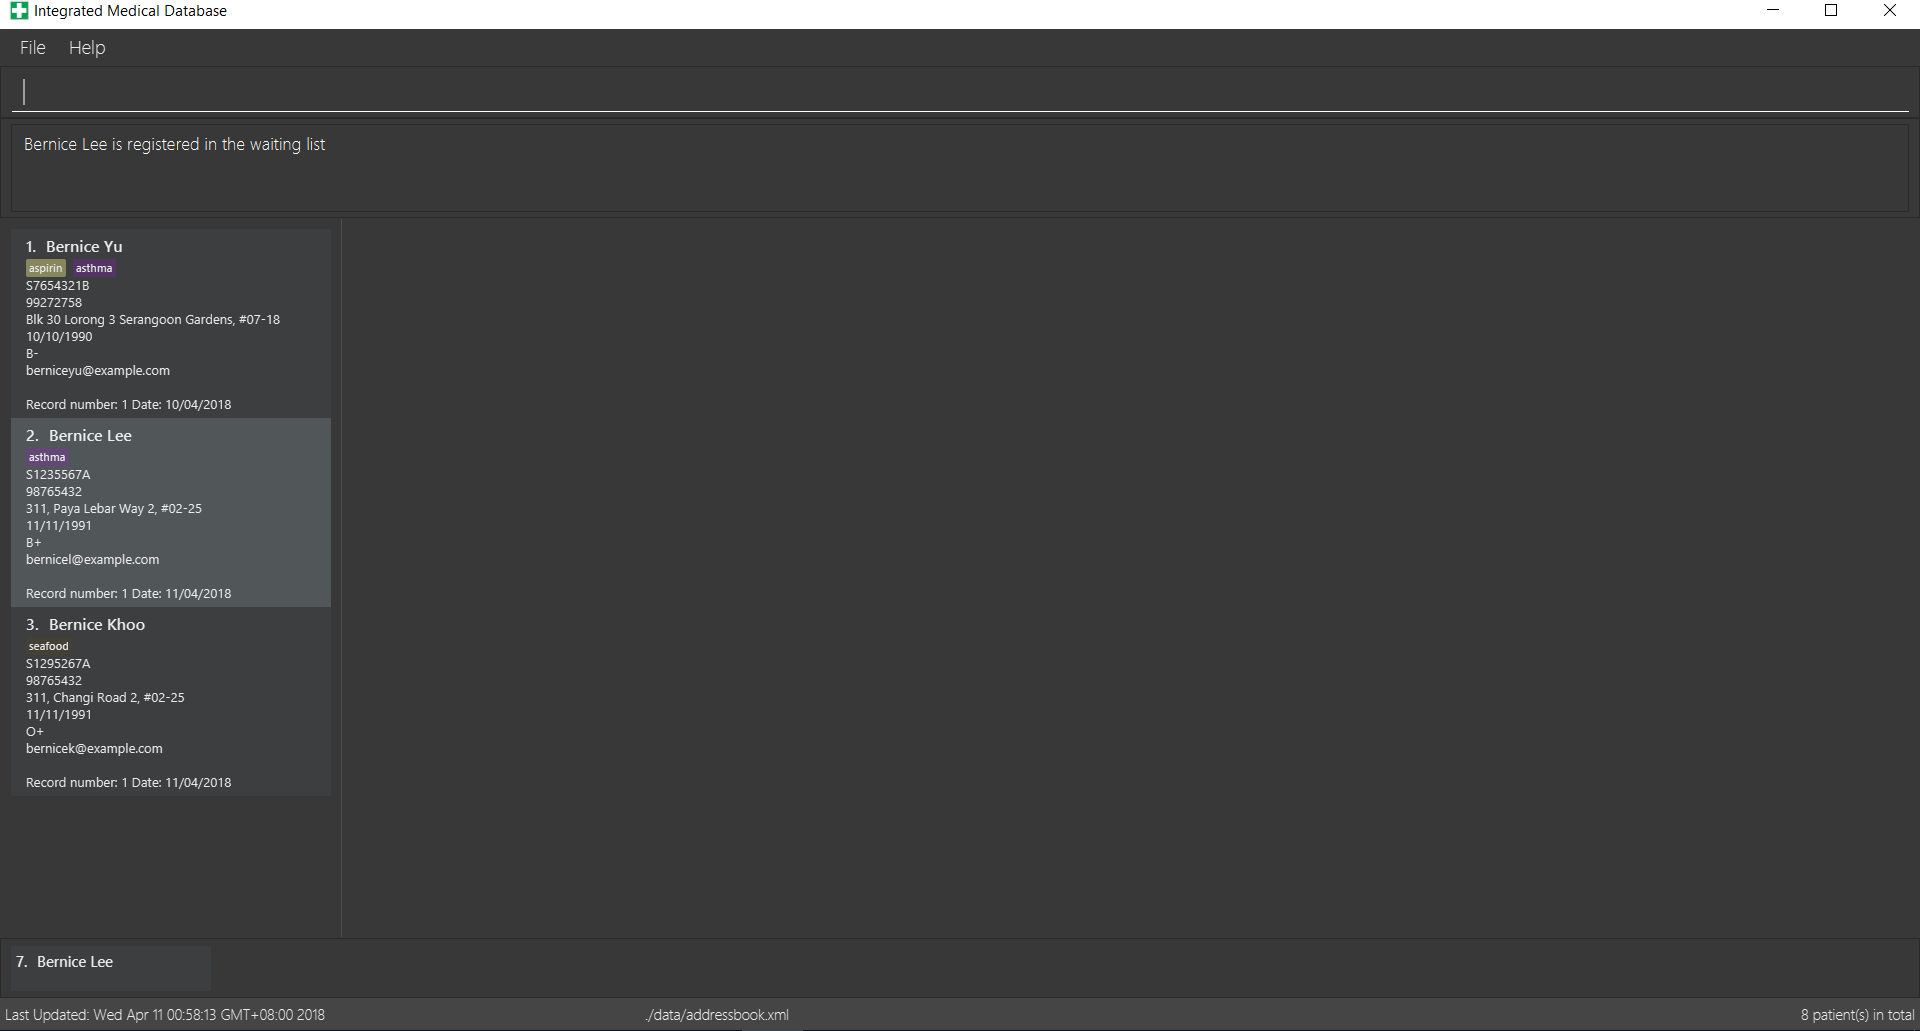 Integrated Medical Database
File Help
Bernice Lee is registered in the waiting list
1. Bernice Yu
aspirin asthma
S7654321B
99272758
Blk 30 Lorong 3 Serangoon Gardens, #07-18
10/10/1990
B-
berniceyu@example.com
Record number: 1 Date: 10/04/2018
2. Bernice Lee
asthma
S1235567A
98765432
311, Paya Lebar Way 2, #02-25
11/11/1991
B+
bernicel@example.com
Record number: 1 Date: 11/04/2018
3. Bernice Khoo
seafood
S1295267A
98765432
311, Changi Road 2, #02-25
11/11/1991
O+
bernicek@example.com
Record number: 1 Date: 11/04/2018
7. Bernice Lee
Last Updated: Wed Apr 11 00:58:13 GMT+08:00 2018
./data/addressbook.xml
8 patient(s) in total